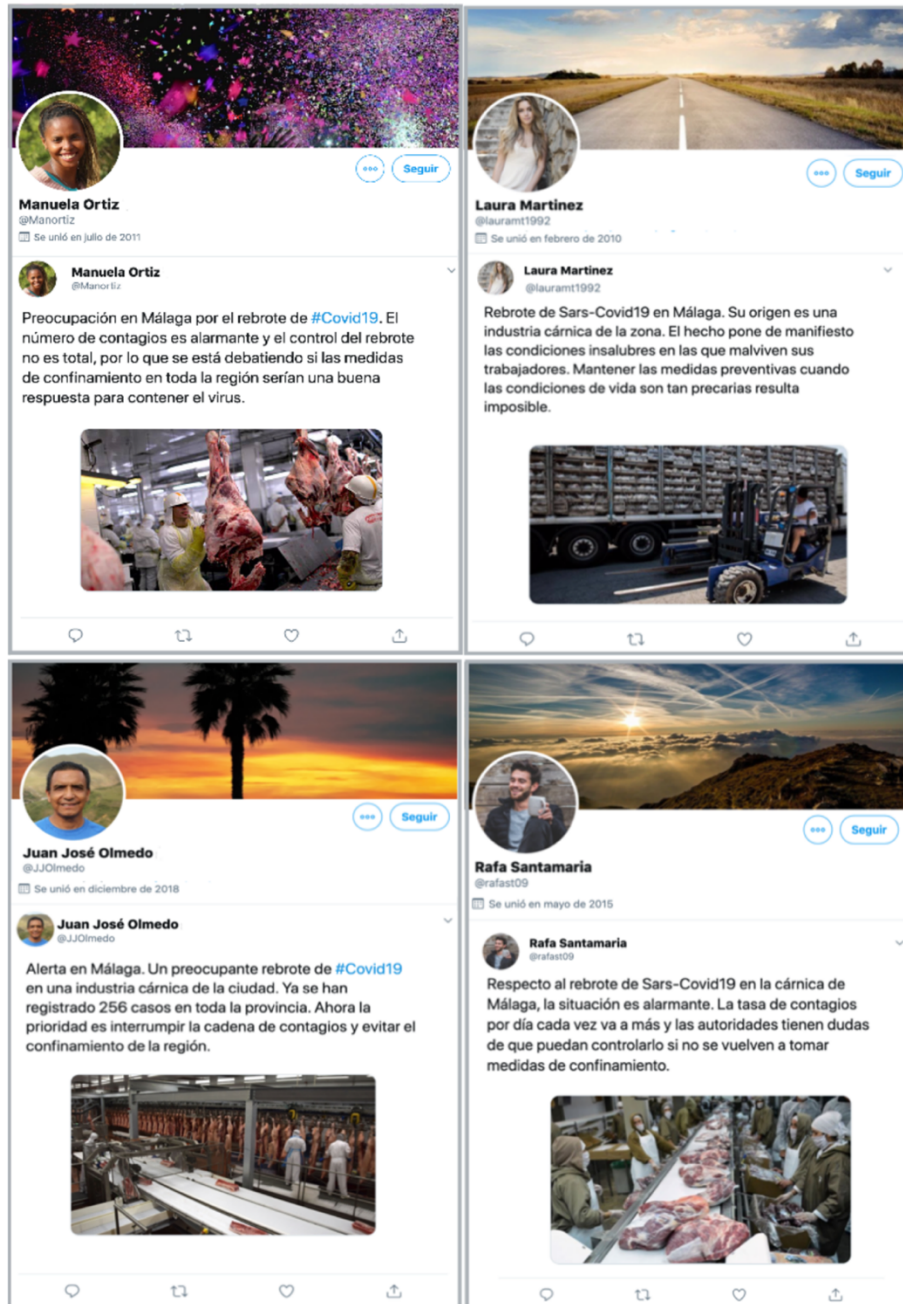 Seguir
Manuela Ortiz
@Manortiz
Se unió en julio de 2011
Manuela Ortiz
@Manortiz
Preocupación en Málaga por el rebrote de #Covid19. El
número de contagios es alarmante y el control del rebrote
no es total, por lo que se está debatiendo si las medidas
de confinamiento en toda la región serían una buena
respuesta para contener el virus.
Seguir
Laura Martinez
@lauramt1992
Se unió en febrero de 2010
Laura Martinez
@lauramt1992
Rebrote de Sars-Covid19 en Málaga. Su origen es una
industria cárnica de la zona. El hecho pone de manifiesto
las condiciones insalubres en las que malviven sus
trabajadores. Mantener las medidas preventivas cuando
las condiciones de vida son tan precarias resulta
imposible.
Seguir
Juan José Olmedo
@JJOlmedo
Se unió en diciembre de 2018
Juan José Olmedo
@JJOlmedo
Alerta en Málaga. Un preocupante rebrote de #Covid19
en una industria cárnica de la ciudad. Ya se han
registrado 256 casos en toda la provincia. Ahora la
prioridad es interrumpir la cadena de contagios y evitar el
confinamiento de la región.
Seguir
Rafa Santamaria
@rafast09
Se unió en mayo de 2015
Rafa Santamaria
@rafast09
Respecto al rebrote de Sars-Covid19 en la cárnica de
Málaga, la situación es alarmante. La tasa de contagios
por día cada vez va a más y las autoridades tienen dudas
de que puedan controlarlo si no se vuelven a tomar
medidas de confinamiento.